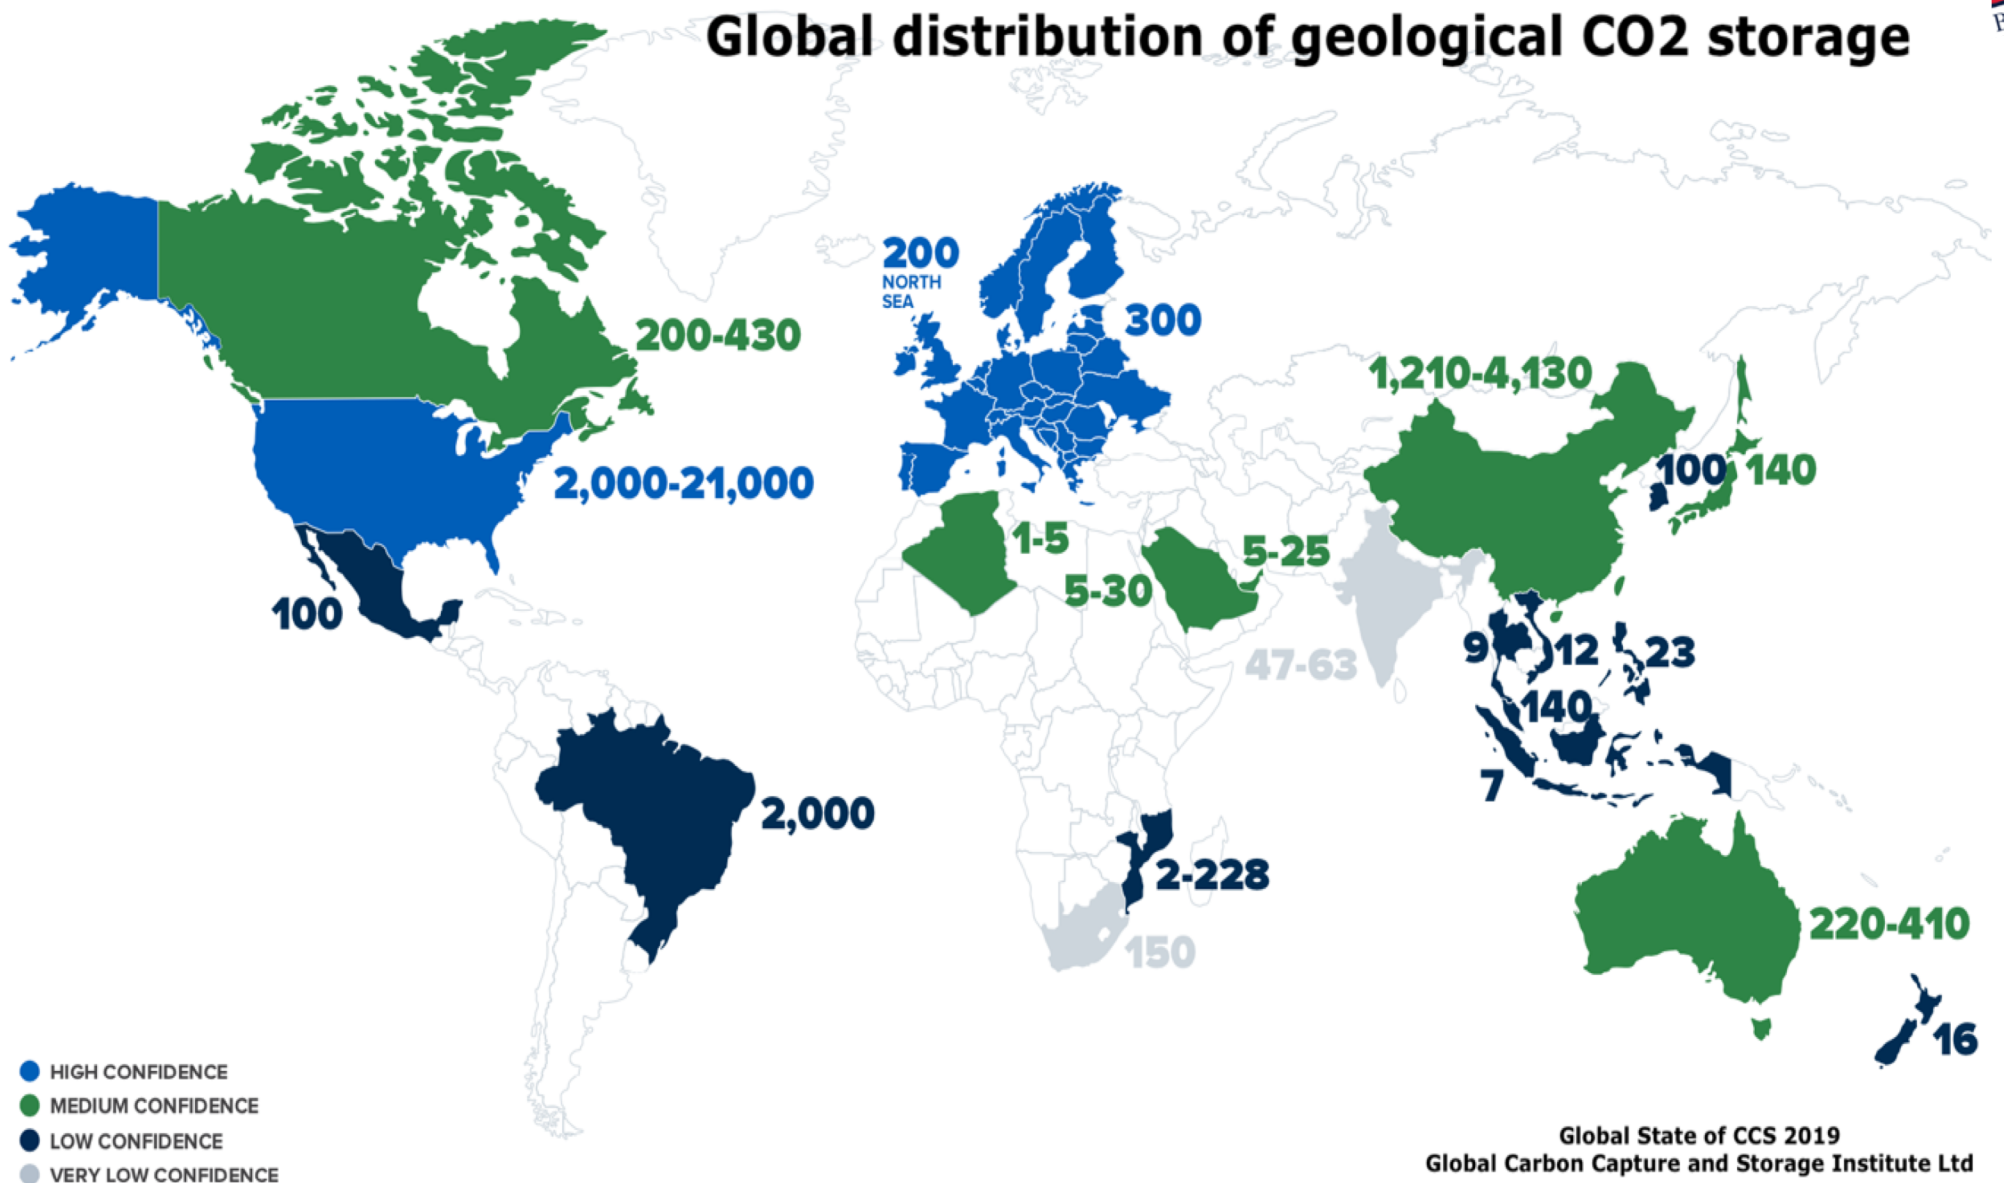 Global distribution of geological CO2 storage
200
NORTH
SEA
300
200-430
1,210-4,130
2,000-21,000
100
140
1-5
5-25
5-30
100
47-63
9
12
23
140
7
2,000
2-228
150
220-410
16
HIGH CONFIDENCE
MEDIUM CONFIDENCE
LOW CONFIDENCE
VERY LOW CONFIDENCE
Global State of CCS 2019
Global Carbon Capture and Storage Institute Ltd